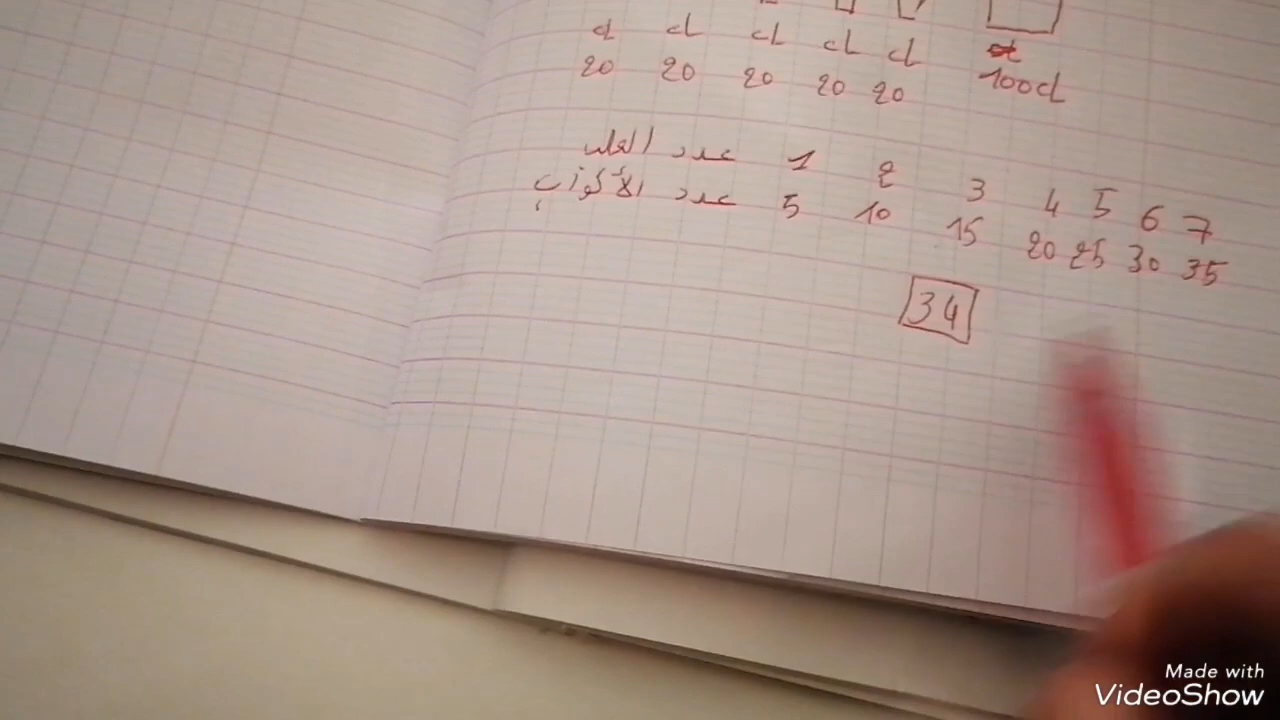 cl cl cl cl cl cl
20 20 20 20 20 100cl
عدد العلب 1 2 3 4 5 6 7
عدد الأكواب 5 10 15 20 25 30 35
34
Made with
VideoShow